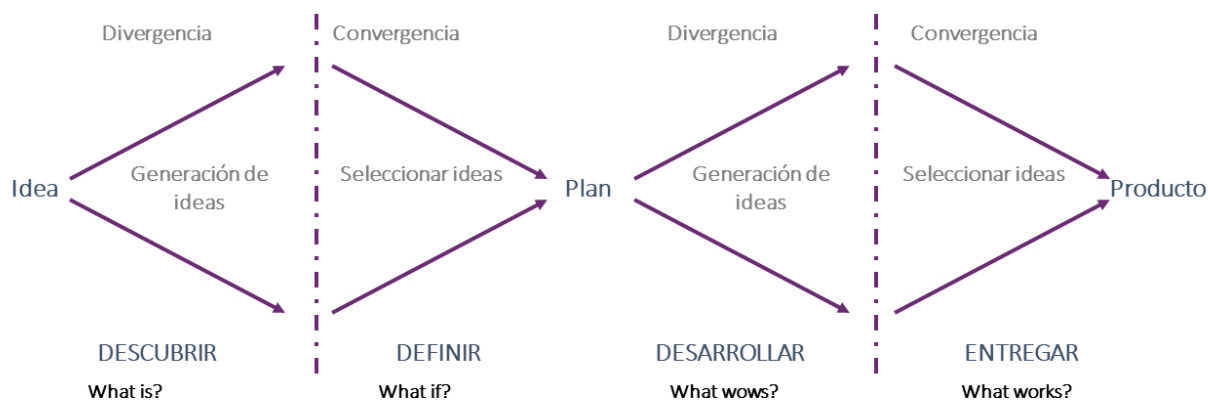 Divergencia
Convergencia
Divergencia
Convergencia
Idea
Generación de
ideas
Seleccionar ideas
Plan
Generación de
ideas
Seleccionar ideas
Producto
DESCUBRIR
DEFINIR
DESARROLLAR
ENTREGAR
What is?
What if?
What wows?
What works?